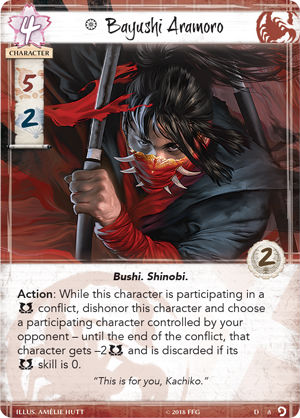 4
Bayushi Aramoro
CHARACTER
5
2
2
Bushi. Shinobi.
Action: While this character is participating in a
conflict, dishonor this character and choose
a participating character controlled by your
opponent – until the end of the conflict, that
character gets –2 and is discarded if its
skill is 0.
“This is for you, Kachiko.”
ILLUS. AMÉLIE HUTT © 2018 FFG D